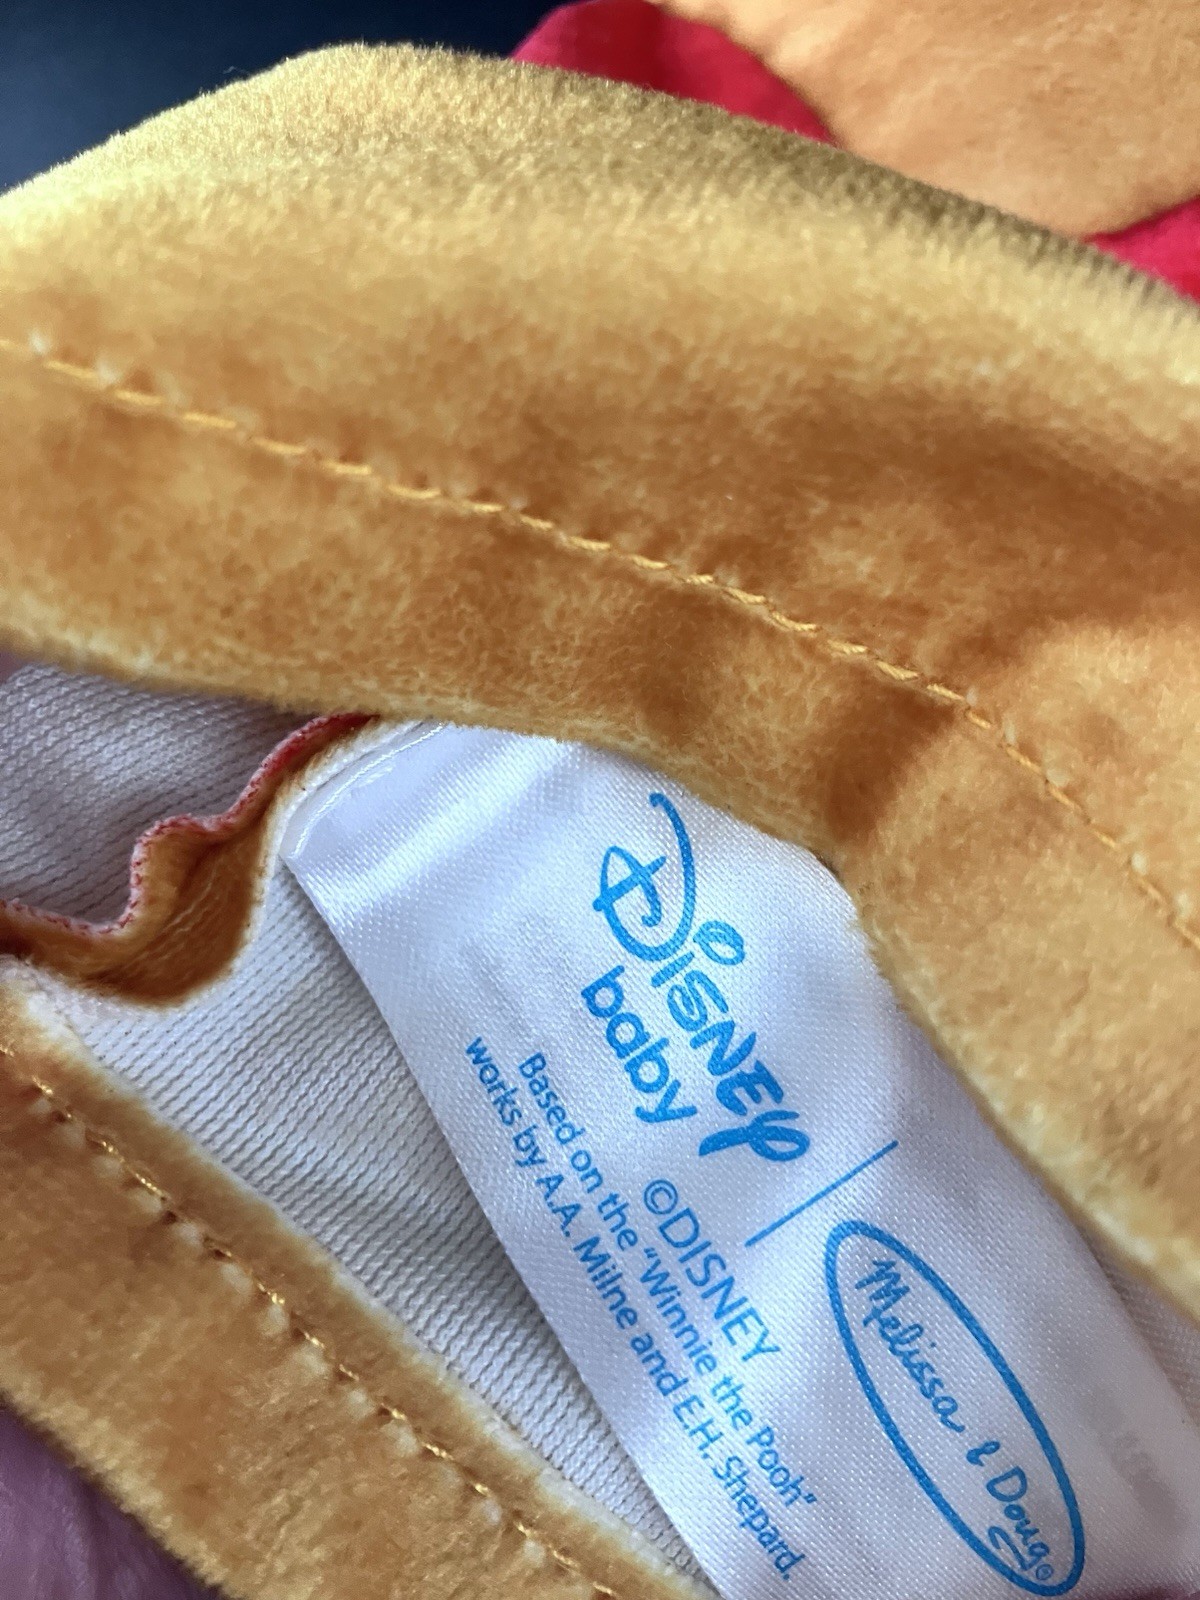 Disney
baby
©DISNEY
Based on the "Winnie the Pooh"
works by A.A. Milne and E.H. Shepard.
Melissa & Doug®